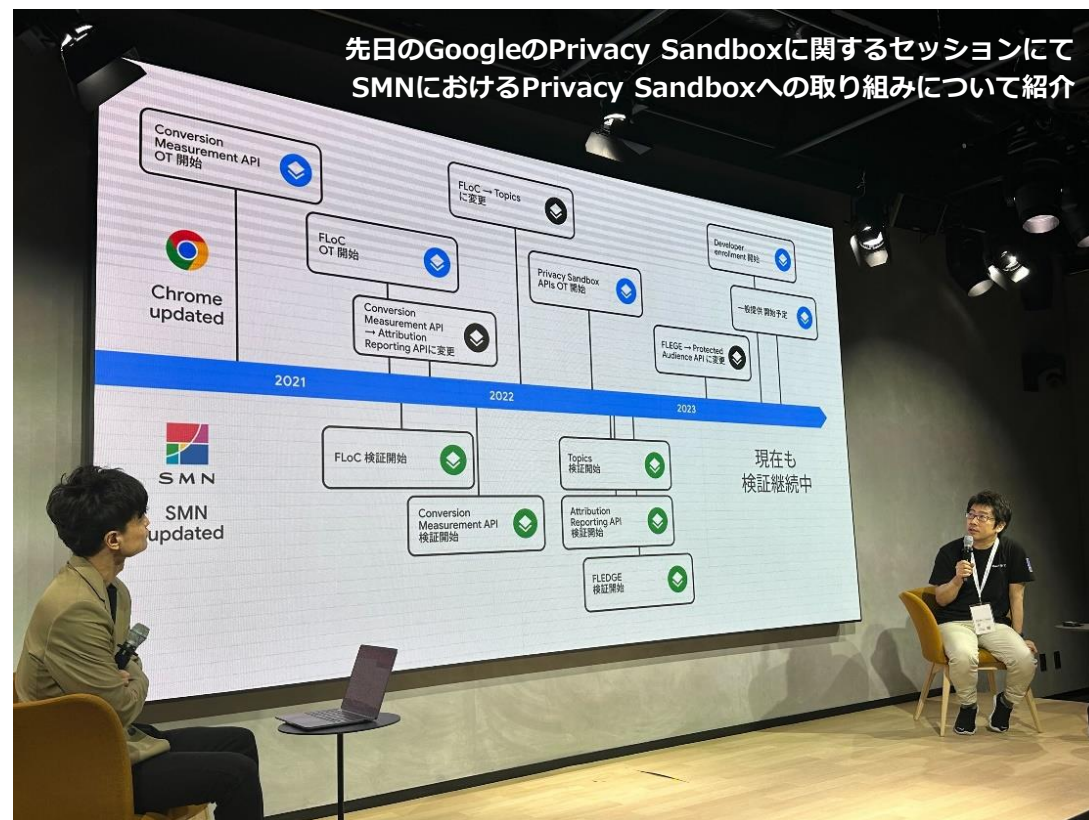 先日のGoogleのPrivacy Sandboxに関するセッションにて
SMNにおけるPrivacy Sandboxへの取り組みについて紹介
Conversion
Measurement API
OT 開始
FLoC → Topics
に変更
FLoC
OT 開始
Developer
enrollment 開始
Privacy Sandbox
APIs OT 開始
Chrome
updated
Conversion
Measurement API
→ Attribution
Reporting APIに変更
一般提供 開始予定
FLEGE → Protected
Audience API に変更
2021
2022
2023
SMN
SMN
updated
FLoC 検証開始
Topics
検証開始
現在も
検証継続中
Conversion
Measurement API
検証開始
Attribution
Reporting API
検証開始
FLEDGE
検証開始